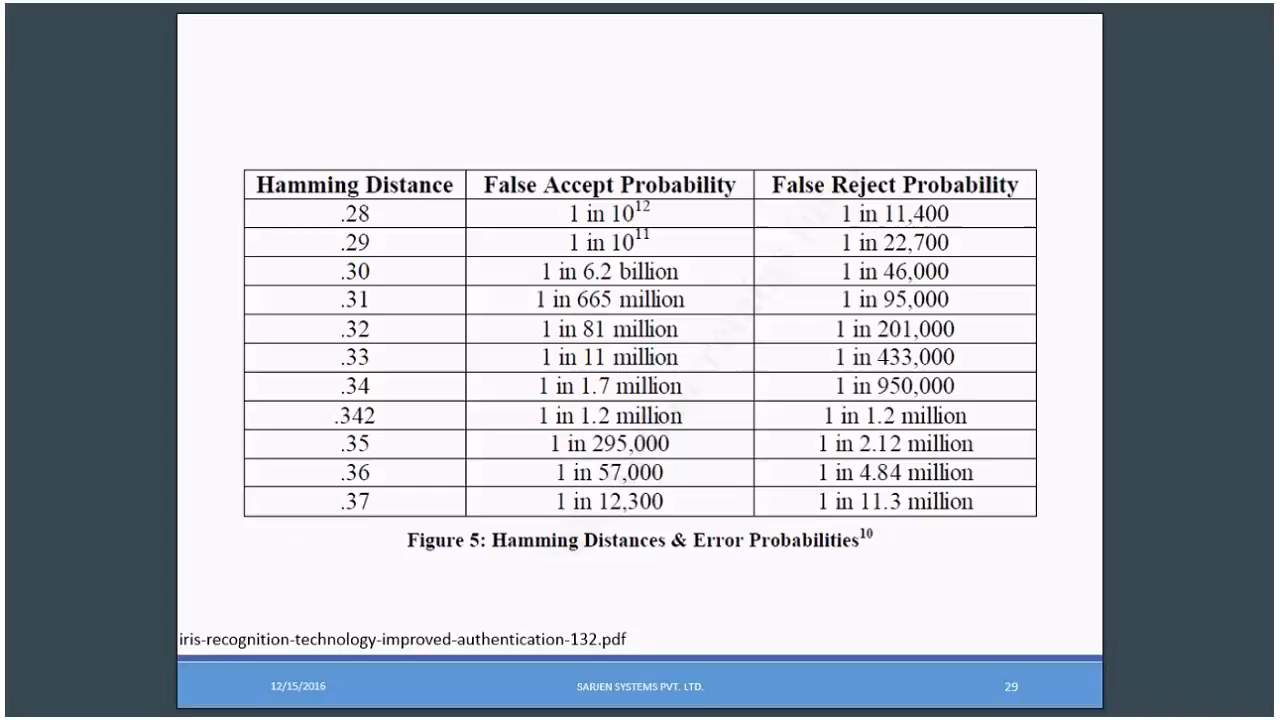 Hamming Distance False Accept Probability False Reject Probability
.28 1 in 10¹² 1 in 11,400
.29 1 in 10¹¹ 1 in 22,700
.30 1 in 6.2 billion 1 in 46,000
.31 1 in 665 million 1 in 95,000
.32 1 in 81 million 1 in 201,000
.33 1 in 11 million 1 in 433,000
.34 1 in 1.7 million 1 in 950,000
.342 1 in 1.2 million 1 in 1.2 million
.35 1 in 295,000 1 in 2.12 million
.36 1 in 57,000 1 in 4.84 million
.37 1 in 12,300 1 in 11.3 million
Figure 5: Hamming Distances & Error Probabilities¹⁰
iris-recognition-technology-improved-authentication-132.pdf
12/15/2016 SARJEN SYSTEMS PVT. LTD. 29